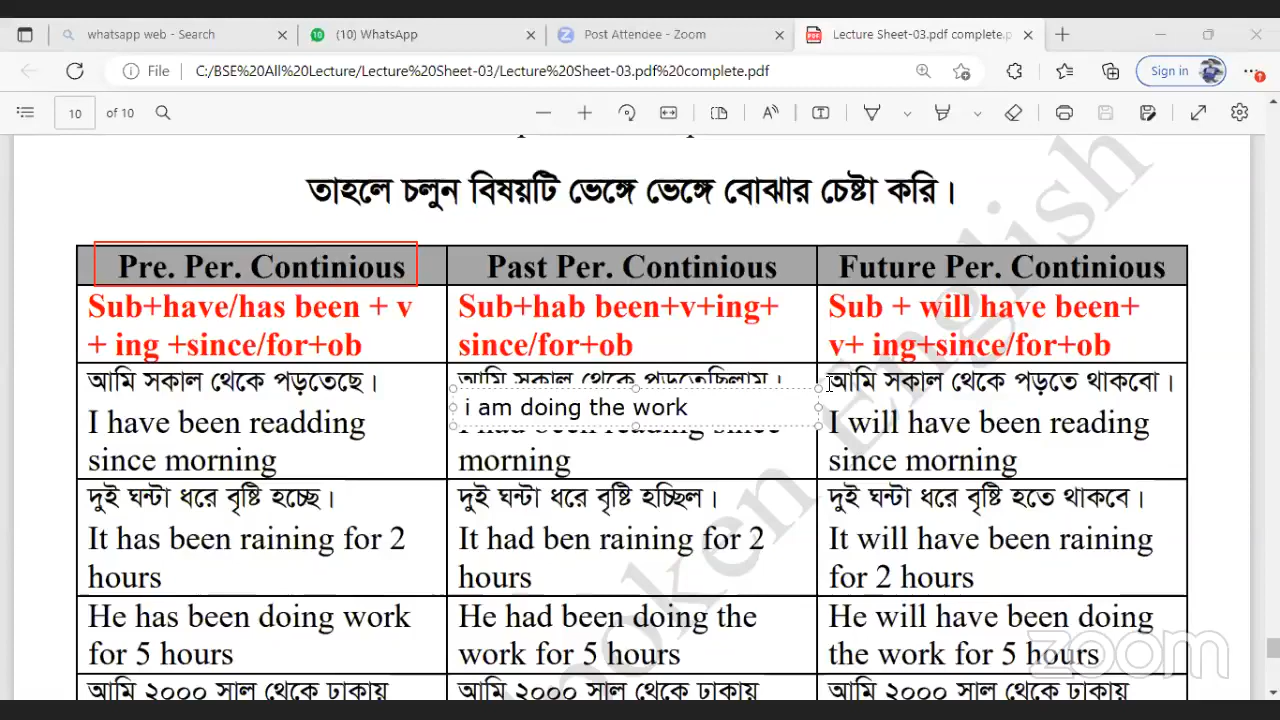 whatsapp web - Search
(10) WhatsApp
Post Attendee - Zoom
Lecture Sheet-03.pdf complete.p
File
C:/BSE%20All%20Lecture/Lecture%20Sheet-03/Lecture%20Sheet-03.pdf%20complete.pdf
Sign in
10 of 10
তাহলে চলুন বিষয়টি ভেঙ্গে ভেঙ্গে বোঝার চেষ্টা করি।
Pre. Per. Continious
Past Per. Continious
Future Per. Continious
Sub+have/has been + v
+ ing +since/for+ob
Sub+hab been+v+ing+
since/for+ob
Sub + will have been+
v+ ing+since/for+ob
আমি সকাল থেকে পড়তেছে।
I have been readding
since morning
আমি সকাল থেকে পড়তেছিলাম।
i am doing the work
I had been reading since
morning
আমি সকাল থেকে পড়তে থাকবো।
I will have been reading
since morning
দুই ঘন্টা ধরে বৃষ্টি হচ্ছে।
It has been raining for 2
hours
দুই ঘন্টা ধরে বৃষ্টি হচ্ছিল।
It had ben raining for 2
hours
দুই ঘন্টা ধরে বৃষ্টি হতে থাকবে।
It will have been raining
for 2 hours
He has been doing work
for 5 hours
He had been doing the
work for 5 hours
He will have been doing
the work for 5 hours
আমি ২০০০ সাল থেকে ঢাকায়
আমি ২০০০ সাল থেকে ঢাকায়
আমি ২০০০ সাল থেকে ঢাকায়
English
zoom